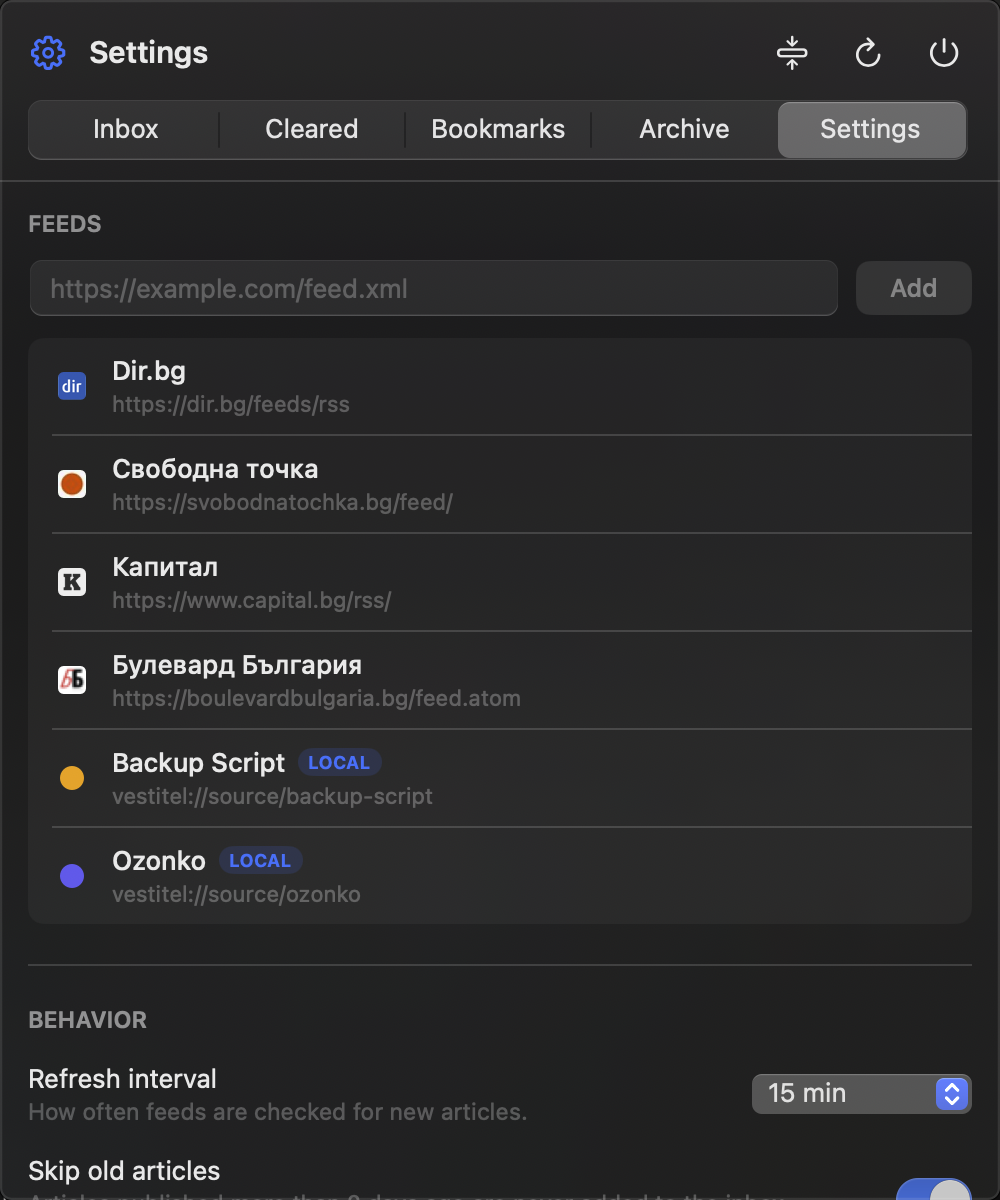 Settings
Inbox
Cleared
Bookmarks
Archive
Settings
FEEDS
https://example.com/feed.xml
Add
dir
Dir.bg
https://dir.bg/feeds/rss
Свободна точка
https://svobodnatochka.bg/feed/
K
Капитал
https://www.capital.bg/rss/
ББ
Булевард България
https://boulevardbulgaria.bg/feed.atom
Backup Script LOCAL
vestitel://source/backup-script
Ozonko LOCAL
vestitel://source/ozonko
BEHAVIOR
Refresh interval
15 min
How often feeds are checked for new articles.
Skip old articles